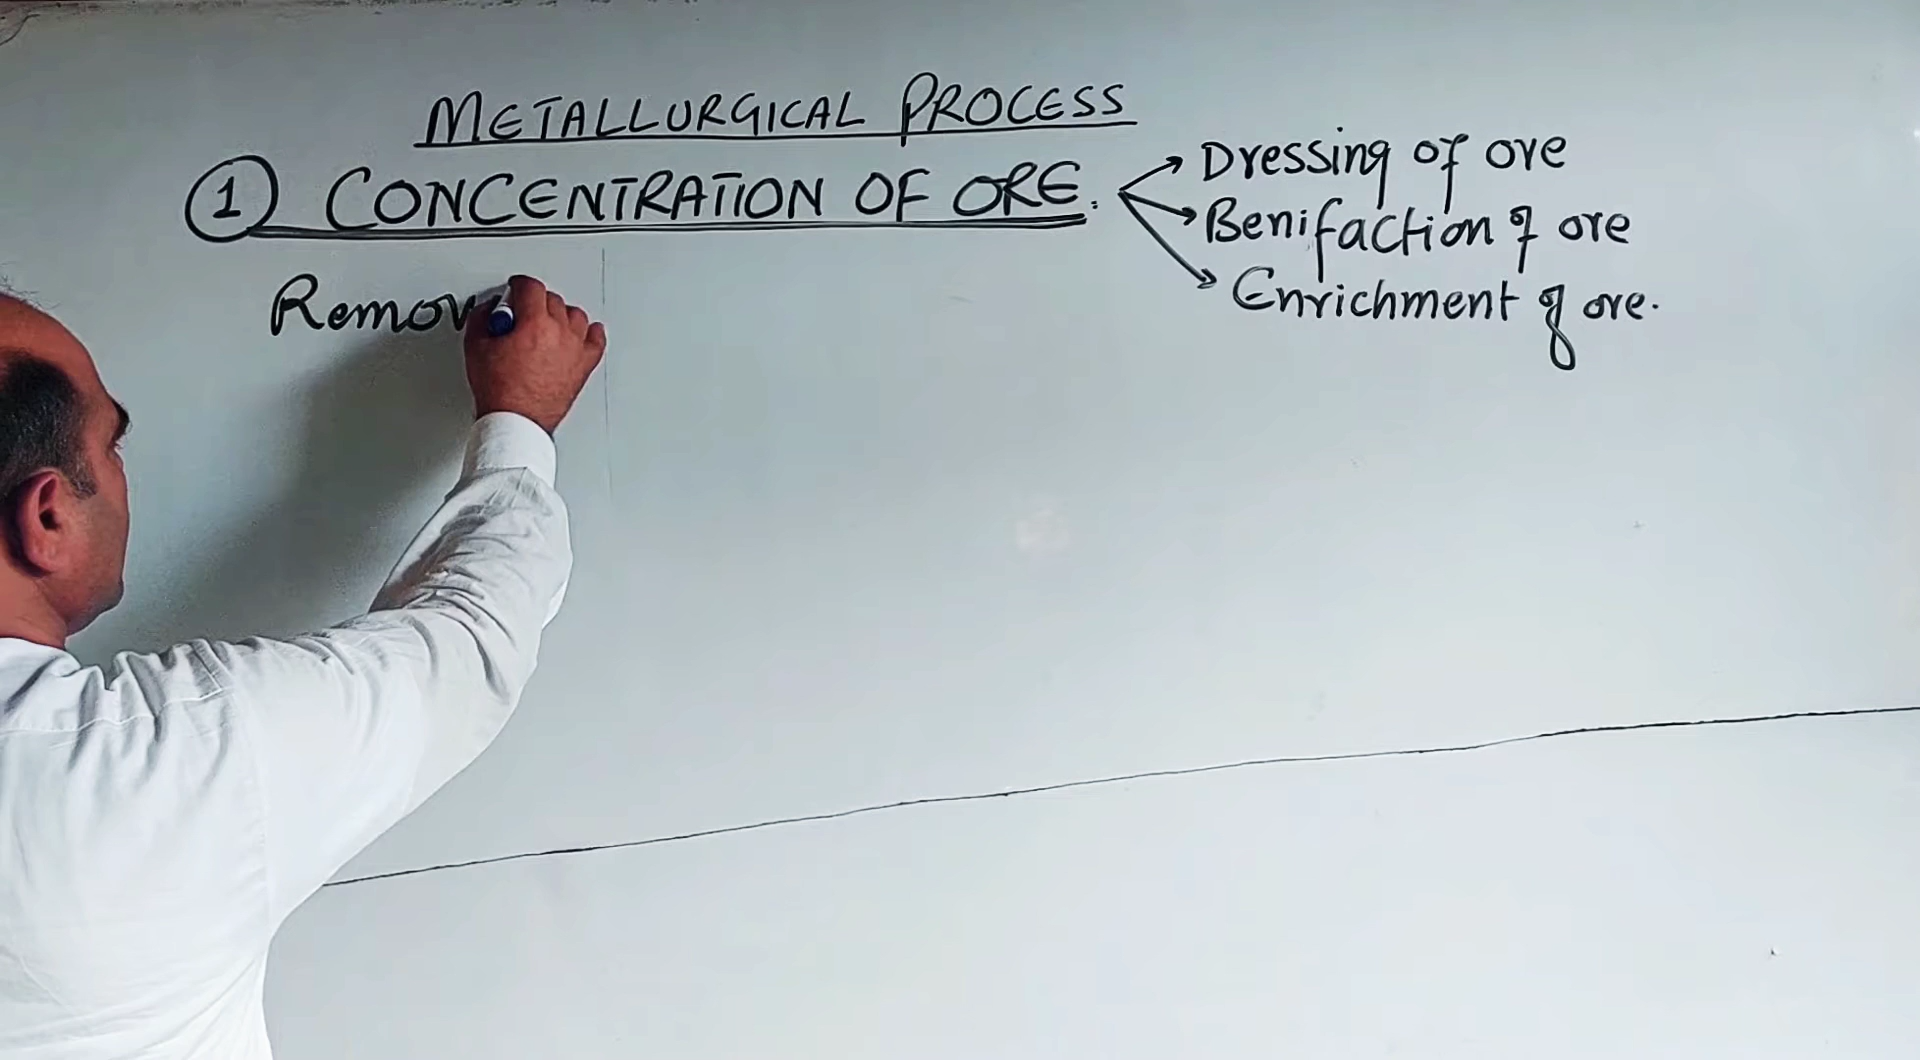 METALLURGICAL PROCESS
1 CONCENTRATION OF ORE.
Dressing of ore
Benifaction of ore
Enrichment of ore.
Remov